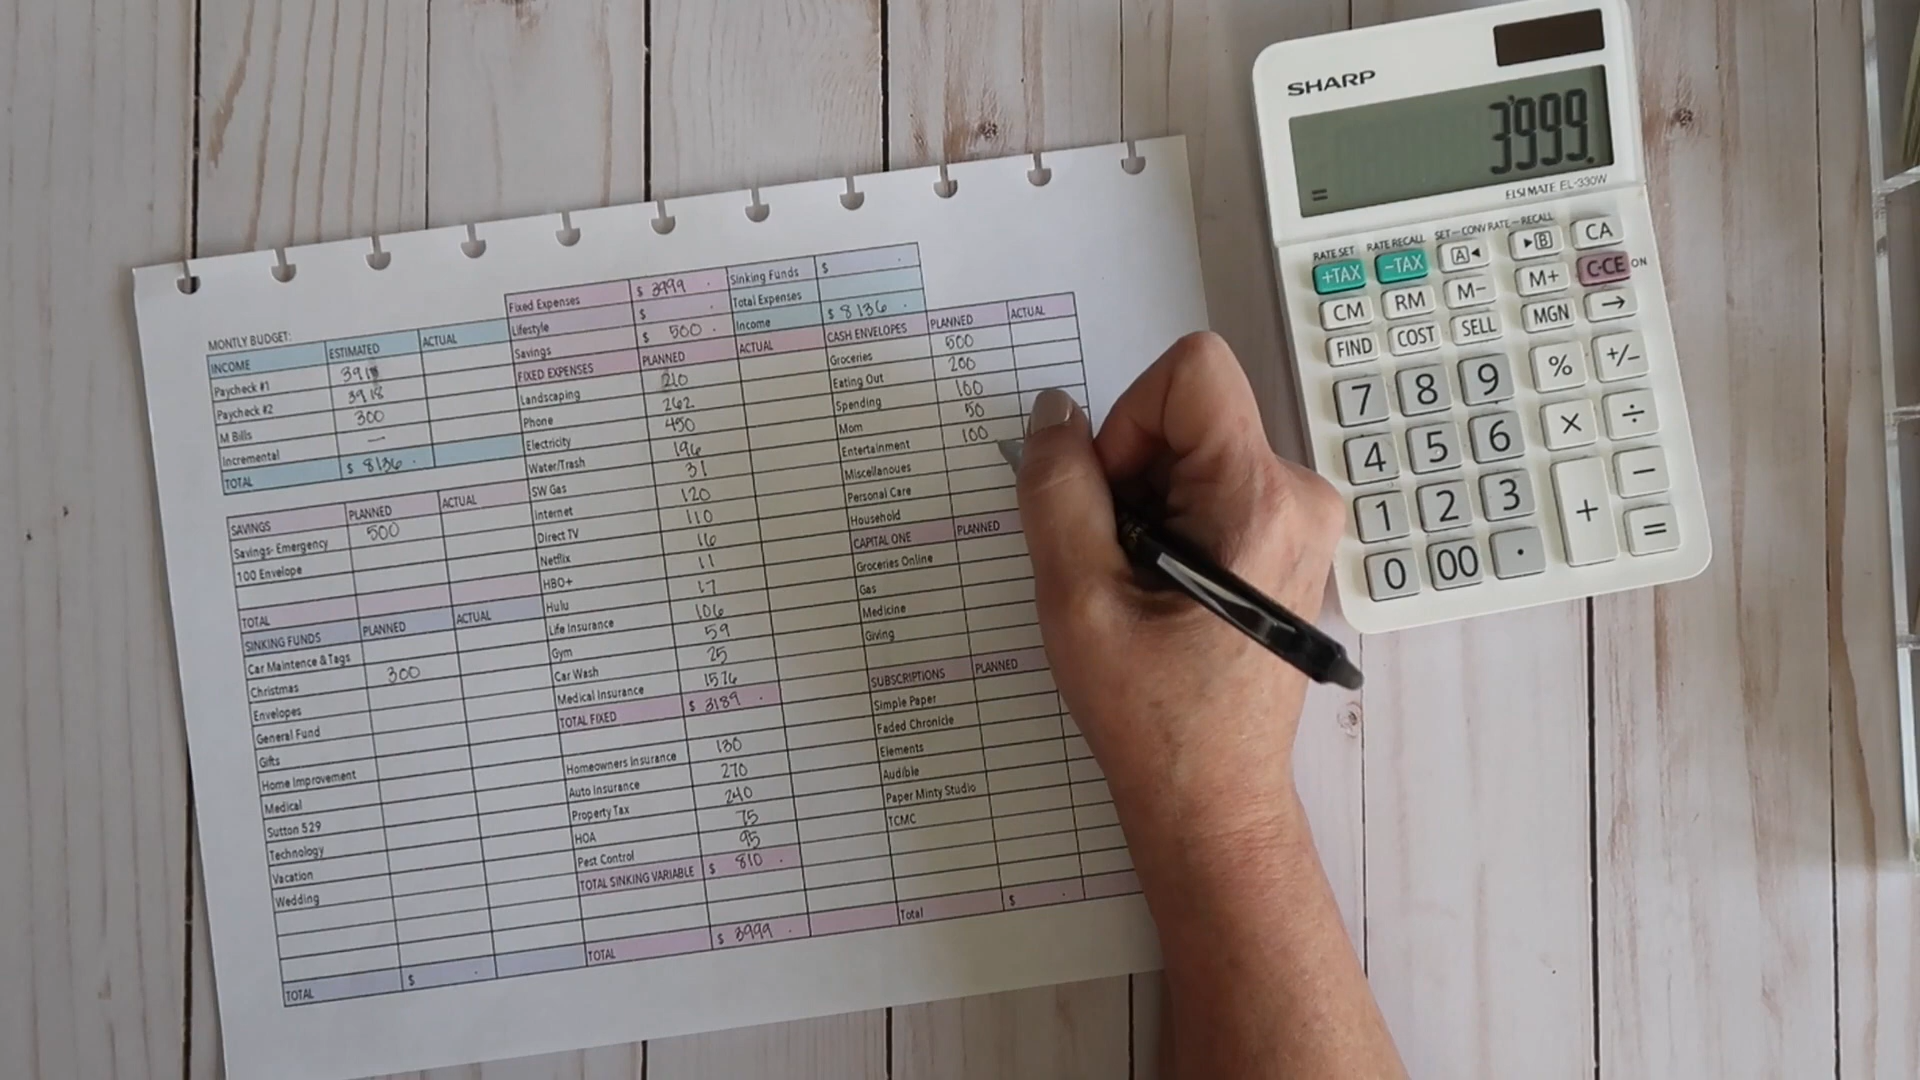 MONTLY BUDGET:
INCOME ESTIMATED ACTUAL
Paycheck #1 3918
Paycheck #2 3918
M Bills 300
Incremental —
TOTAL $ 8136.
SAVINGS PLANNED ACTUAL
Savings- Emergency 500
100 Envelope
TOTAL
SINKING FUNDS PLANNED ACTUAL
Car Maintence & Tags
Christmas 300
Envelopes
General Fund
Gifts
Home Improvement
Medical
Sutton 529
Technology
Vacation
Wedding
TOTAL $ .
Fixed Expenses $ 3999 .
Lifestyle $ .
Savings $ 500 .
Sinking Funds $ .
Total Expenses
Income $ 8136 .
FIXED EXPENSES PLANNED ACTUAL
Landscaping 210
Phone 262
Electricity 450
Water/Trash 196
SW Gas 31
Internet 120
Direct TV 110
Netflix 16
HBO+ 11
Hulu 17
Life Insurance 106
Gym 59
Car Wash 25
Medical Insurance 1576
TOTAL FIXED $ 3189 .
Homeowners Insurance 130
Auto Insurance 270
Property Tax 240
HOA 75
Pest Control 95
TOTAL SINKING VARIABLE $ 810 .
TOTAL $ 3999 .
CASH ENVELOPES PLANNED ACTUAL
Groceries 500
Eating Out 200
Spending 100
Mom 50
Entertainment 100
Miscellanoues
Personal Care
Household
CAPITAL ONE PLANNED
Groceries Online
Gas
Medicine
Giving
SUBSCRIPTIONS PLANNED
Simple Paper
Faded Chronicle
Elements
Audible
Paper Minty Studio
TCMC
Total $ .
SHARP
3'999.
=
ELSI MATE EL-330W
RATE SET RATE RECALL SET—CONV RATE—RECALL
+TAX -TAX A◄ ►B CA
CM RM M− M+ C·CE ON
FIND COST SELL MGN →
7 8 9 % +/−
4 5 6 × ÷
1 2 3 + −
0 00 · =